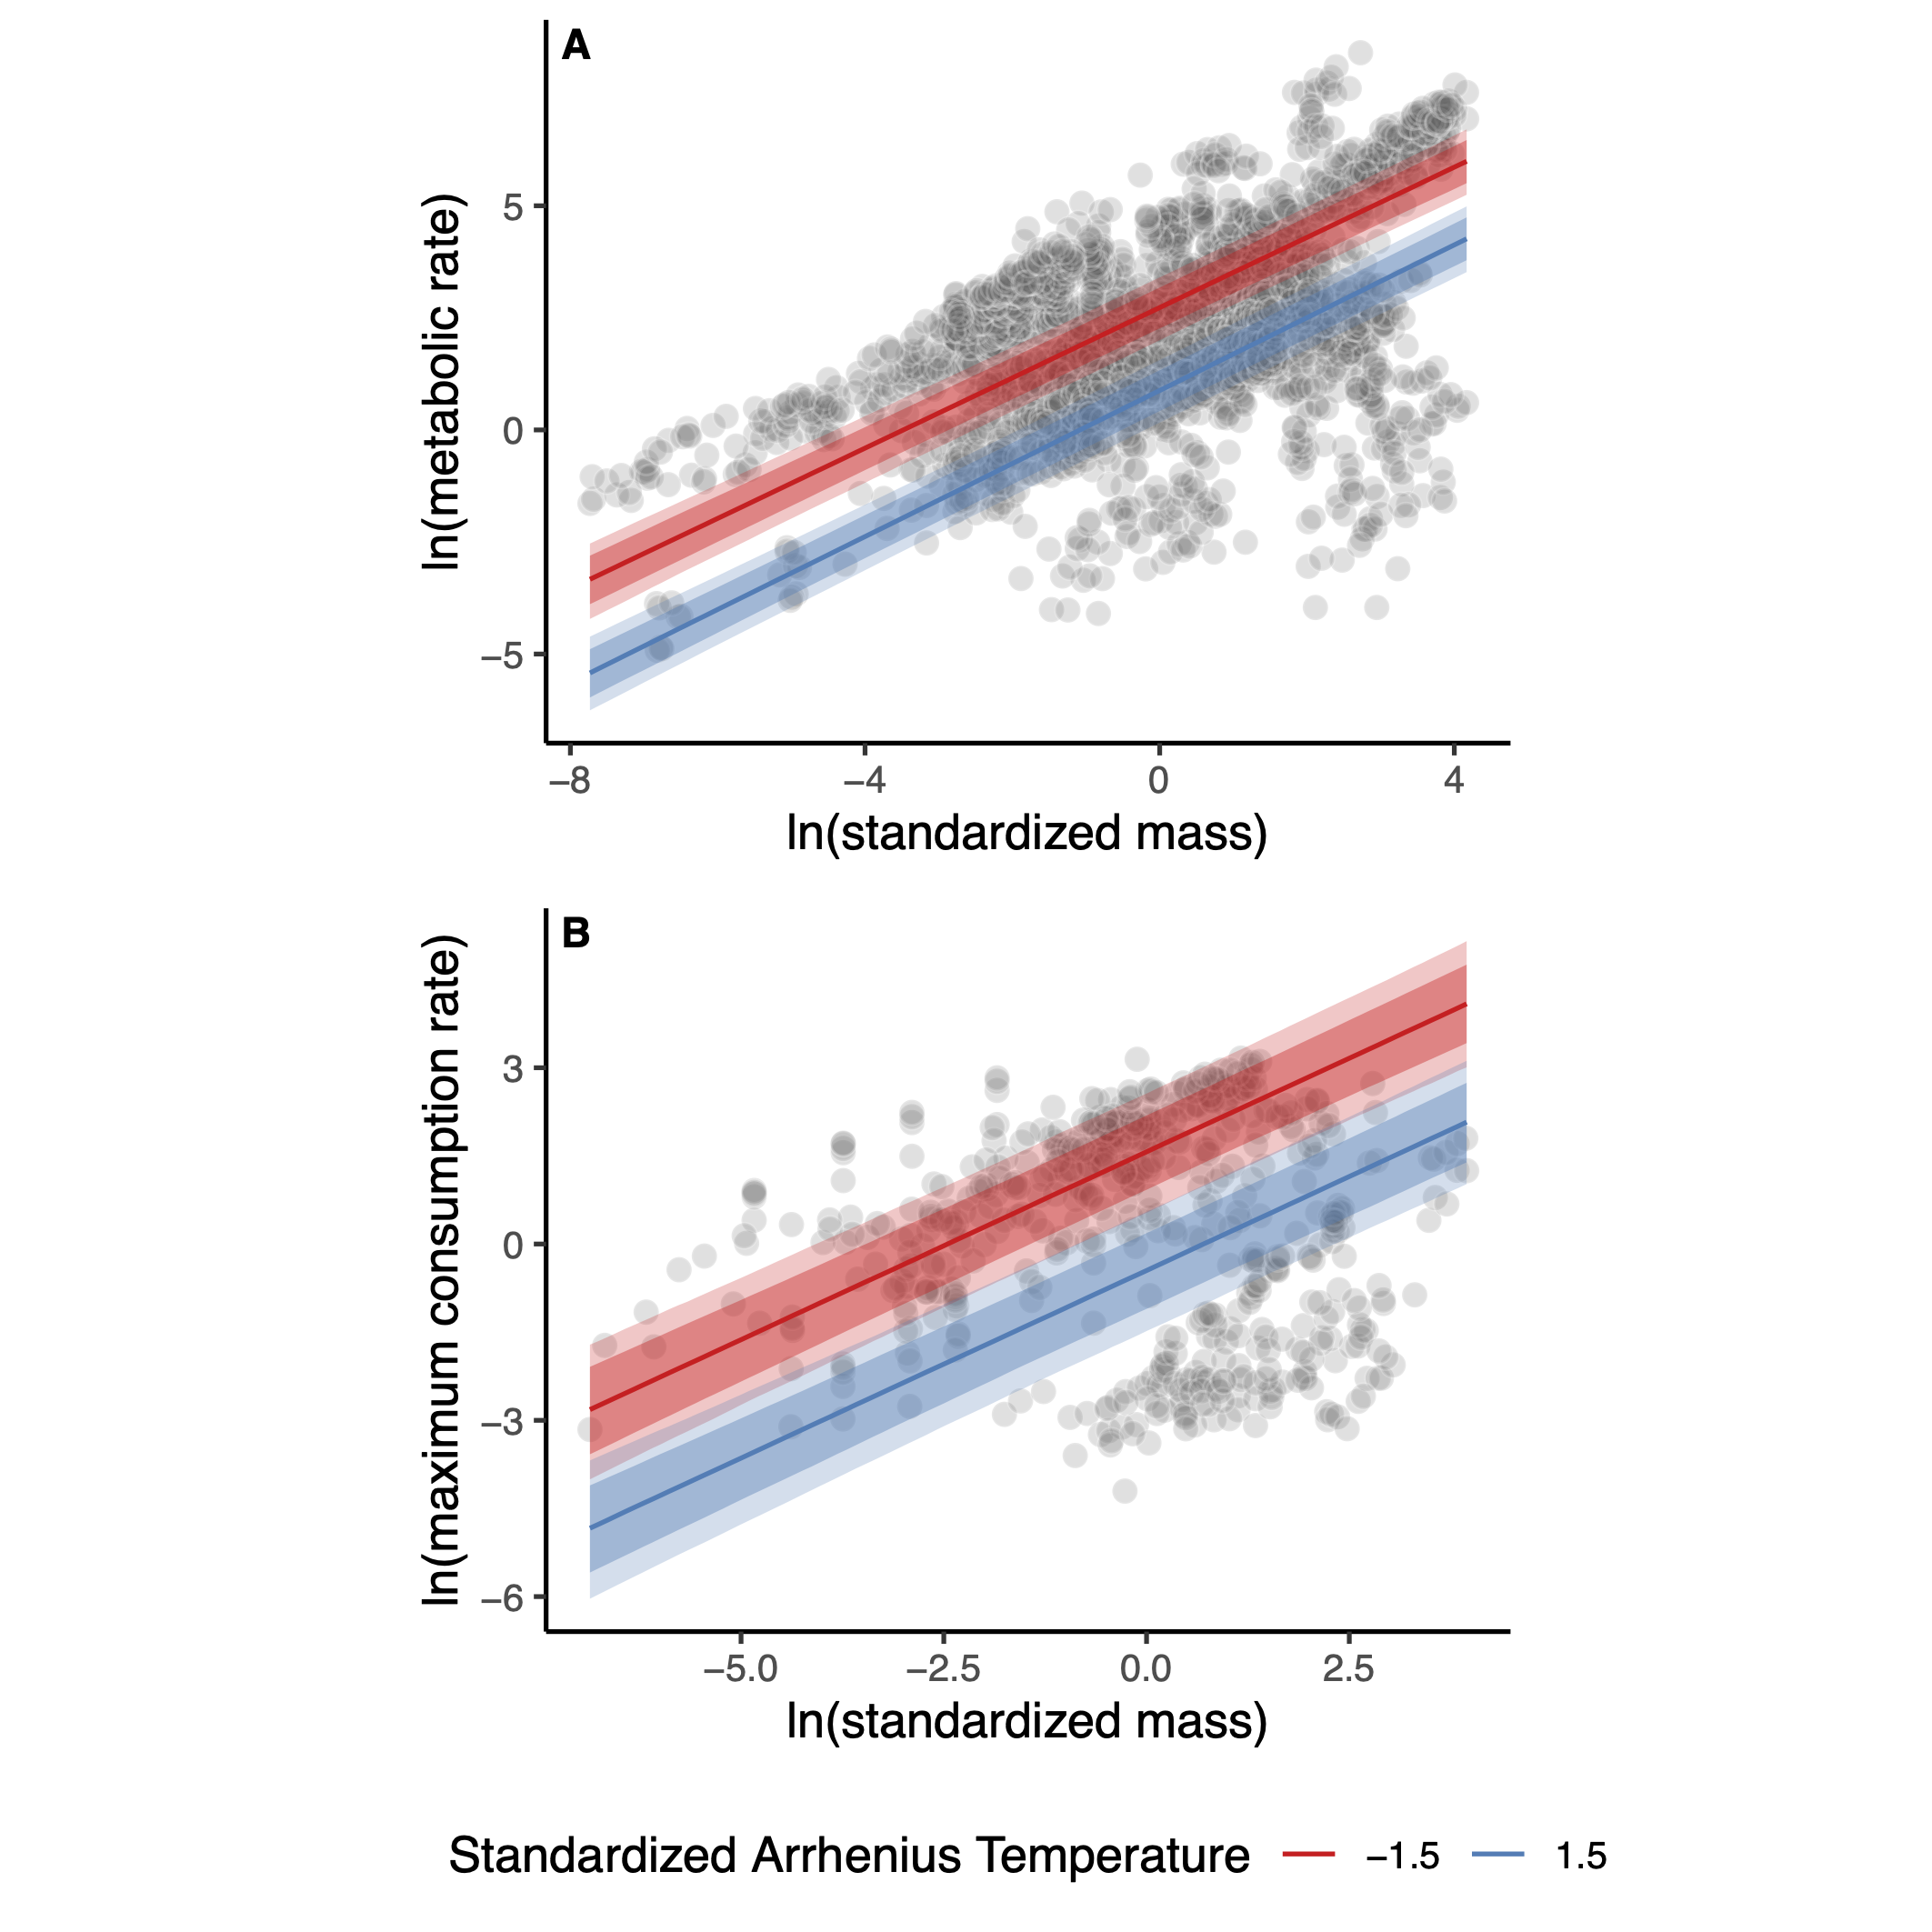 A
ln(metabolic rate)
5
0
−5
−8 −4 0 4
ln(standardized mass)
B
ln(maximum consumption rate)
3
0
−3
−6
−5.0 −2.5 0.0 2.5
ln(standardized mass)
Standardized Arrhenius Temperature −1.5 1.5